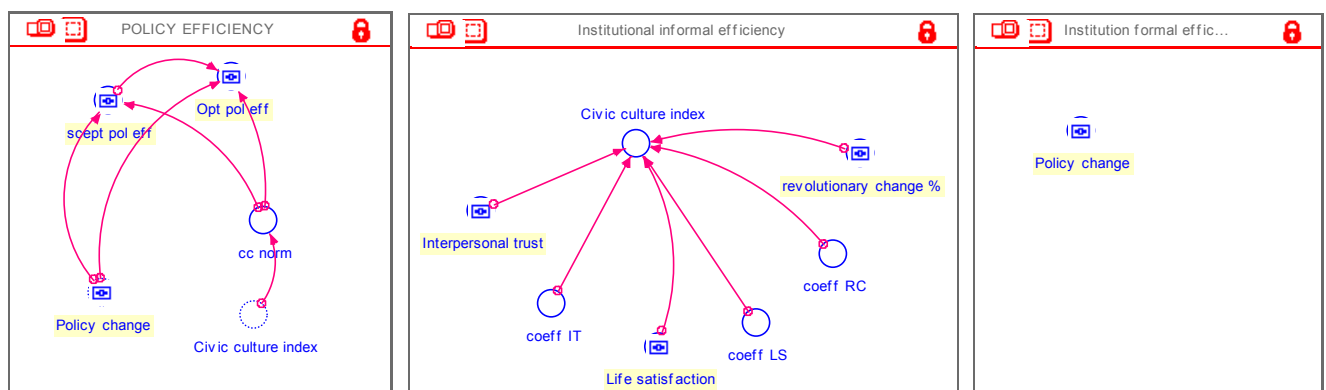 POLICY EFFICIENCY
Opt pol eff
scept pol eff
cc norm
Policy change
Civic culture index
Institutional informal efficiency
Civic culture index
revolutionary change %
Interpersonal trust
coeff RC
coeff IT
coeff LS
Life satisfaction
Institution formal effic...
Policy change